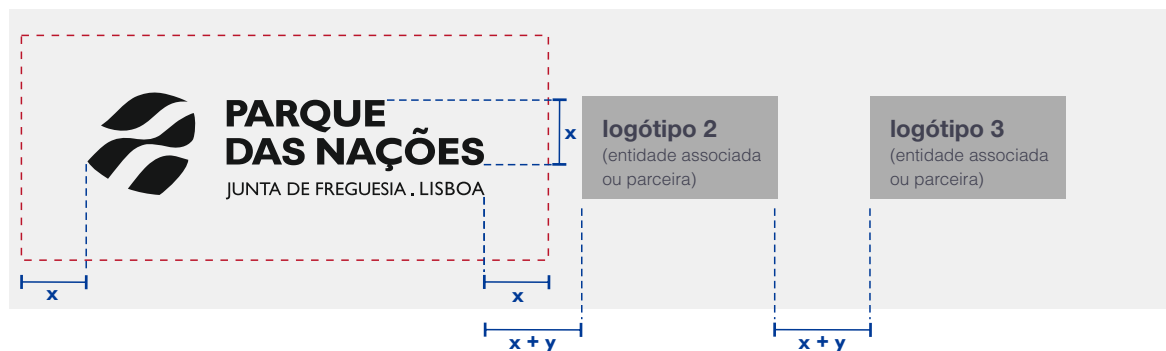 PARQUE
DAS NAÇÕES
JUNTA DE FREGUESIA . LISBOA
x
logótipo 2
(entidade associada
ou parceira)
logótipo 3
(entidade associada
ou parceira)
x
x
x + y
x + y